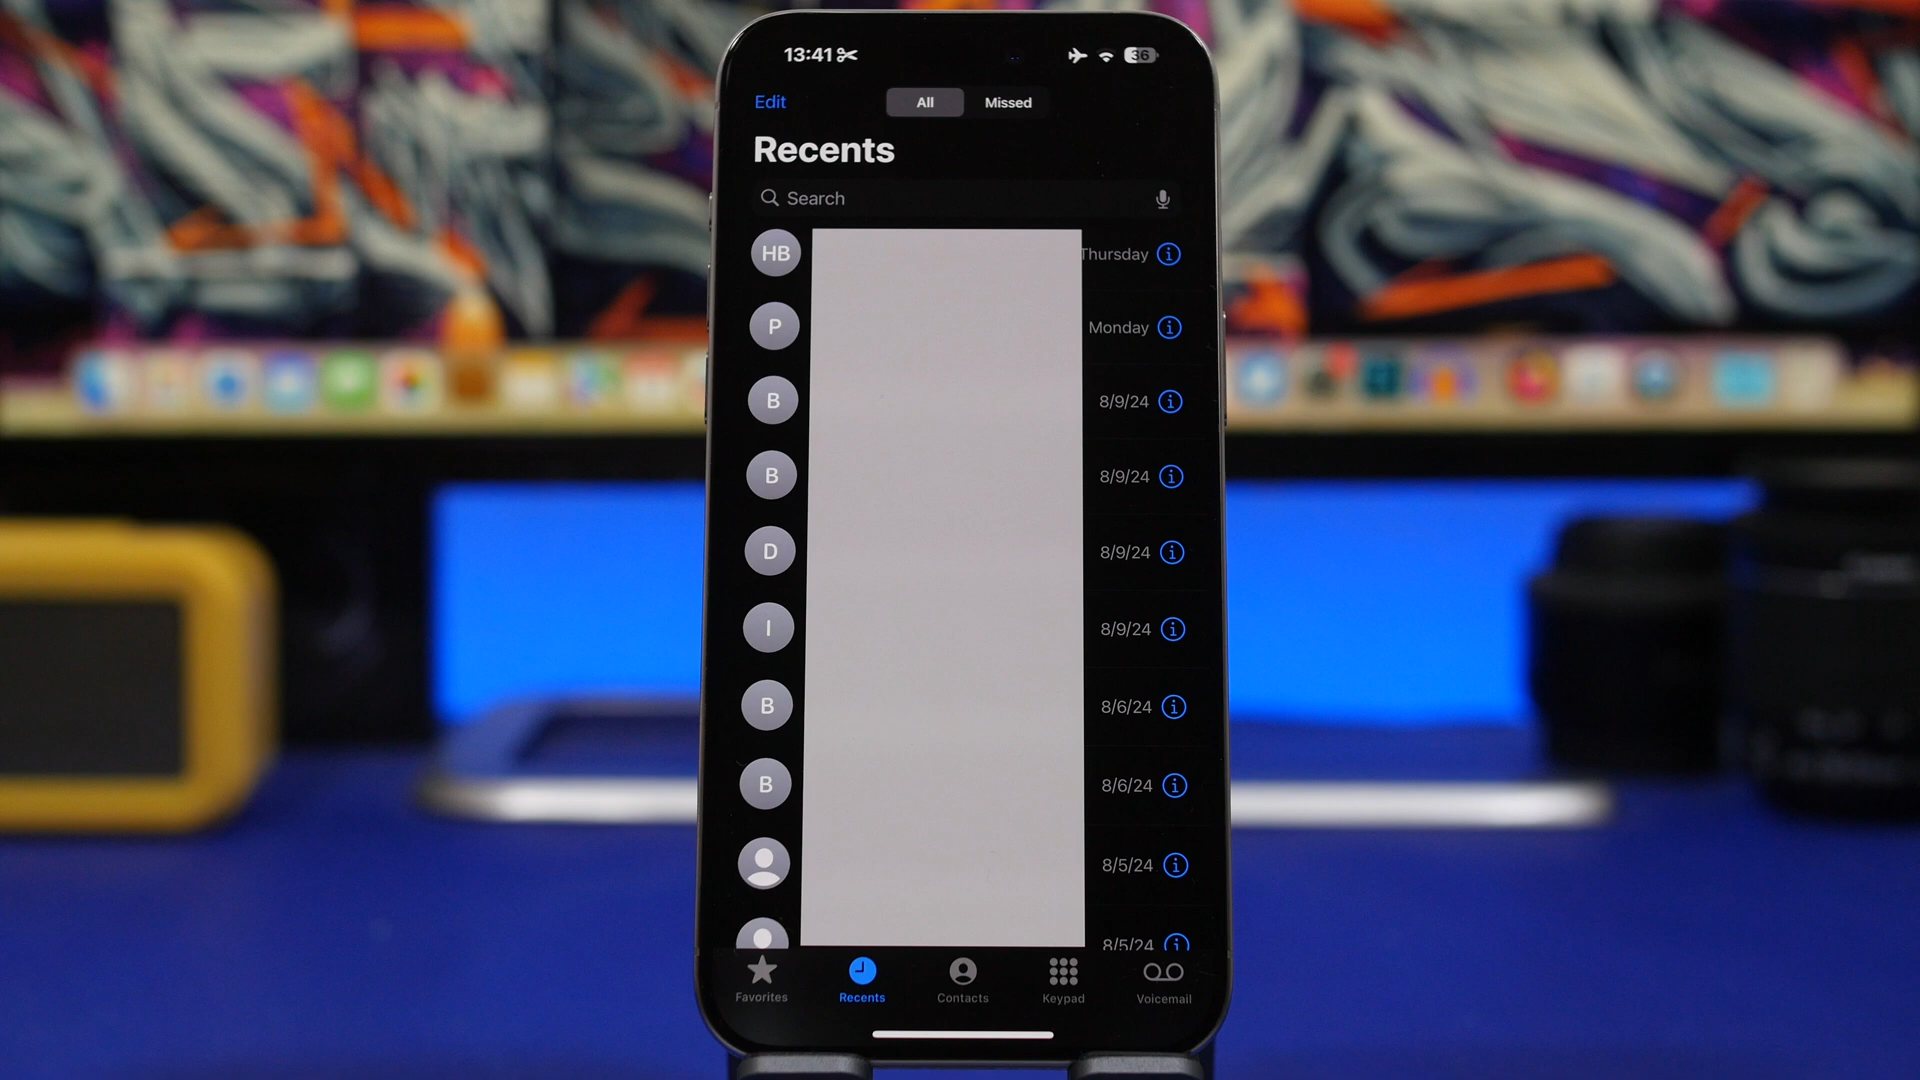 13:41
36
Edit
All
Missed
Recents
Search
HB
Thursday
P
Monday
B
8/9/24
B
8/9/24
D
8/9/24
I
8/9/24
B
8/6/24
B
8/6/24
8/5/24
8/5/24
Favorites
Recents
Contacts
Keypad
Voicemail